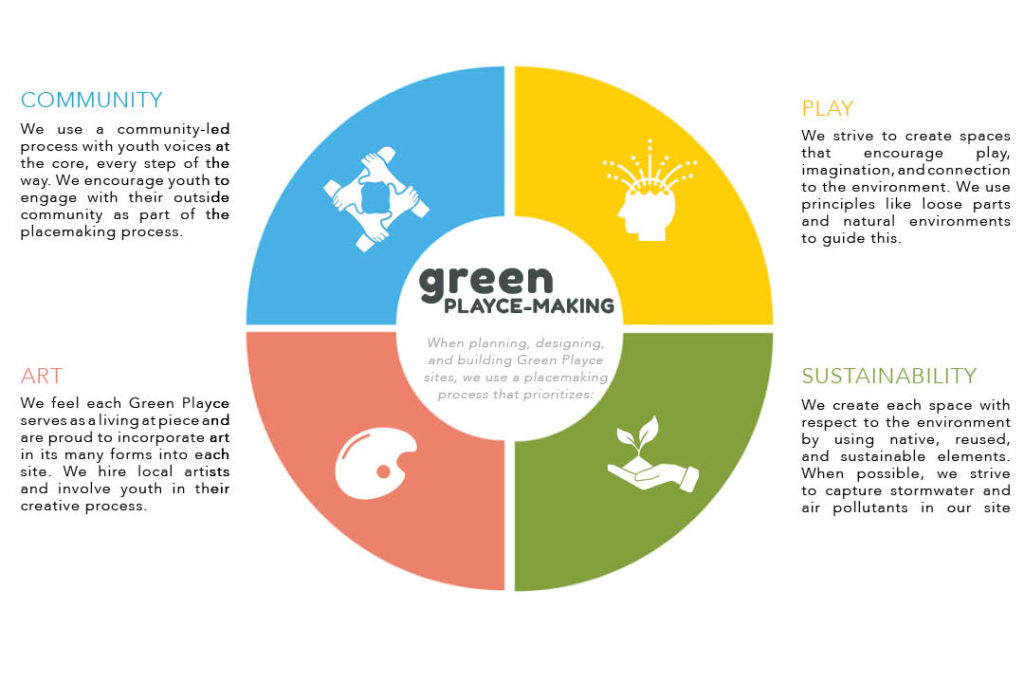 COMMUNITY
We use a community-led
process with youth voices at
the core, every step of the
way. We encourage youth to
engage with their outside
community as part of the
placemaking process.
PLAY
We strive to create spaces
that encourage play,
imagination, and connection
to the environment. We use
principles like loose parts
and natural environments
to guide this.
green
PLAYCE-MAKING
When planning, designing,
and building Green Playce
sites, we use a placemaking
process that prioritizes:
ART
We feel each Green Playce
serves as a living at piece and
are proud to incorporate art
in its many forms into each
site. We hire local artists
and involve youth in their
creative process.
SUSTAINABILITY
We create each space with
respect to the environment
by using native, reused,
and sustainable elements.
When possible, we strive
to capture stormwater and
air pollutants in our site